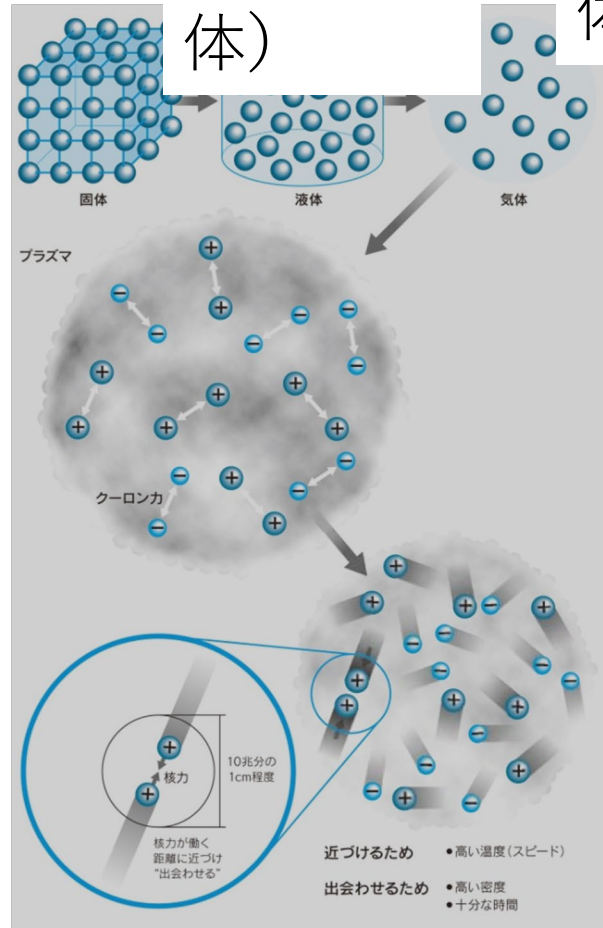 体）
固体
液体
気体
プラズマ
クーロン力
10兆分の
1cm程度
核力
核力が働く
距離に近づけ
"出会わせる"
近づけるため
●高い温度（スピード）
出会わせるため
●高い密度
●十分な時間